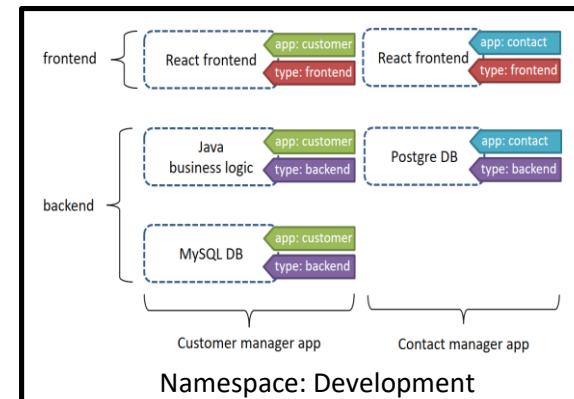 frontend
React frontend
app: customer
type: frontend
React frontend
app: contact
type: frontend
backend
Java
business logic
app: customer
type: backend
Postgre DB
app: contact
type: backend
MySQL DB
app: customer
type: backend
Customer manager app
Contact manager app
Namespace: Development